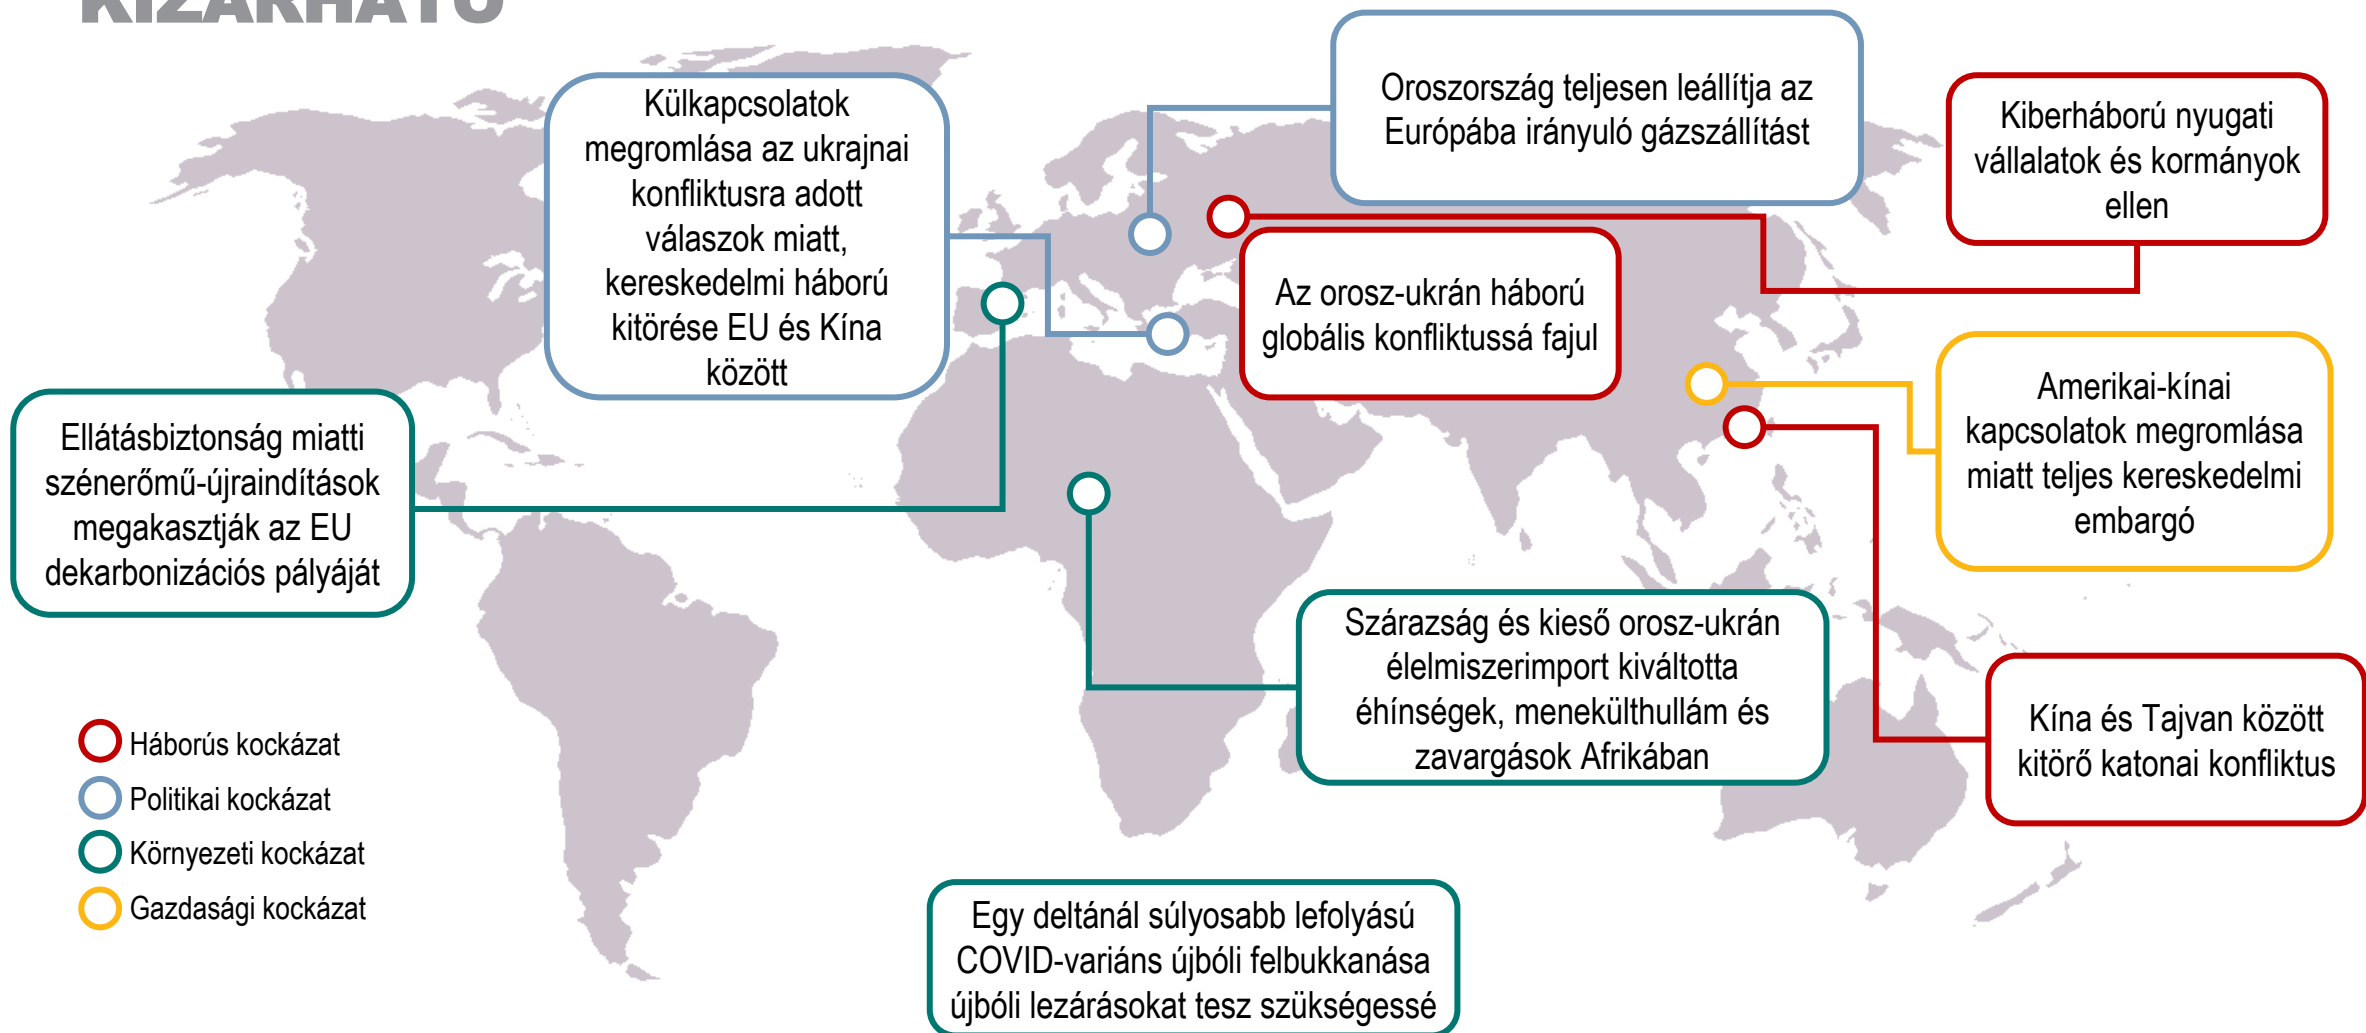 KIZÁRHATÓ
Külkapcsolatok
megromlása az ukrajnai
konfliktusra adott
válaszok miatt,
kereskedelmi háború
kitörése EU és Kína
között
Oroszország teljesen leállítja az
Európába irányuló gázszállítást
Kiberháború nyugati
vállalatok és kormányok
ellen
Az orosz-ukrán háború
globális konfliktussá fajul
Amerikai-kínai
kapcsolatok megromlása
miatt teljes kereskedelmi
embargó
Ellátásbiztonság miatti
szénerőmű-újraindítások
megakasztják az EU
dekarbonizációs pályáját
Szárazság és kieső orosz-ukrán
élelmiszerimport kiváltotta
éhínségek, menekülthullám és
zavargások Afrikában
Kína és Tajvan között
kitörő katonai konfliktus
Háborús kockázat
Politikai kockázat
Környezeti kockázat
Gazdasági kockázat
Egy deltánál súlyosabb lefolyású
COVID-variáns újbóli felbukkanása
újbóli lezárásokat tesz szükségessé